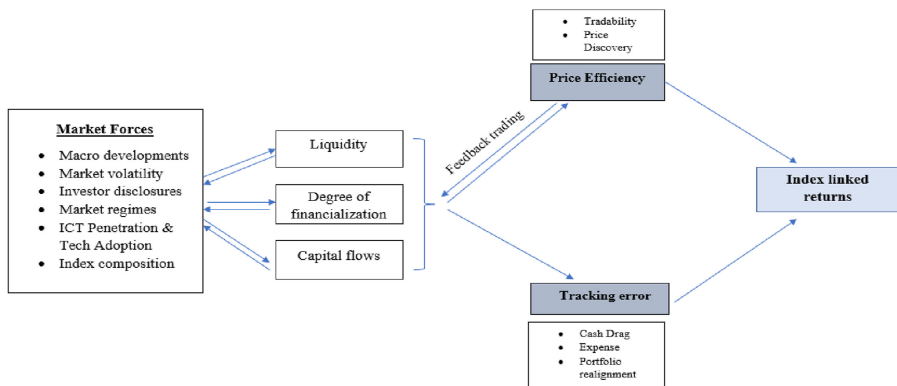 Market Forces
• Macro developments
• Market volatility
• Investor disclosures
• Market regimes
• ICT Penetration &
Tech Adoption
• Index composition
Liquidity
Degree of
financialization
Capital flows
Feedback trading
• Tradability
• Price
Discovery
Price Efficiency
Tracking error
• Cash Drag
• Expense
• Portfolio
realignment
Index linked
returns